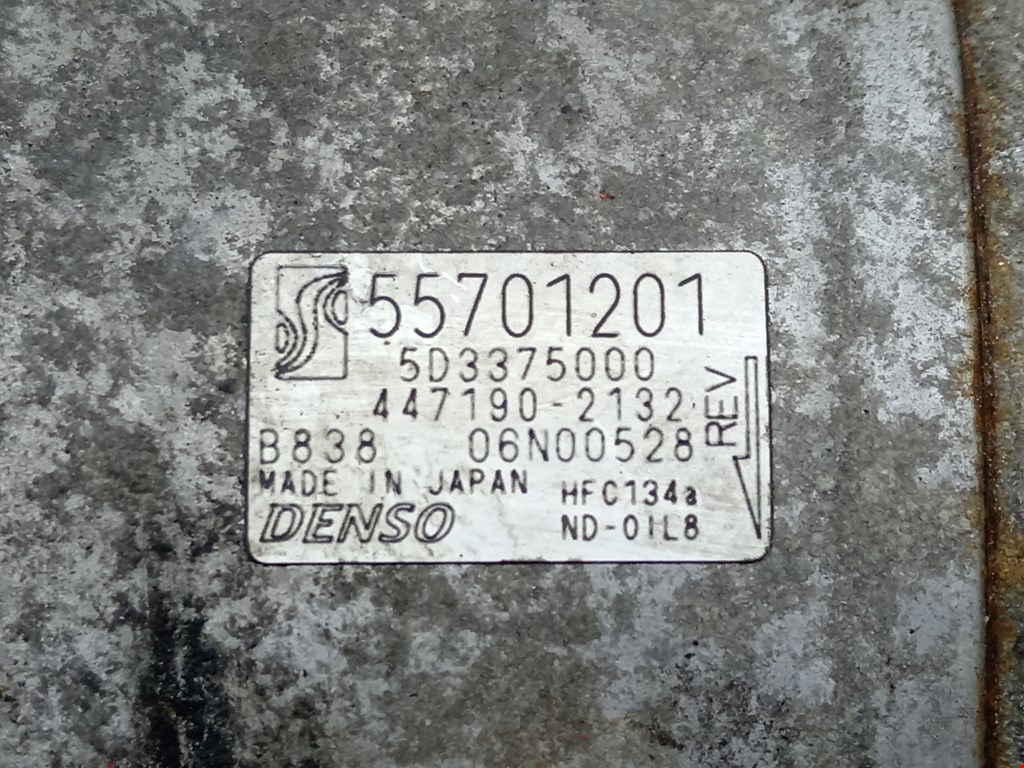 55701201
5D3375000
447190-2132
B838 06N00528
MADE IN JAPAN HFC134a
DENSO ND-OIL8
REV